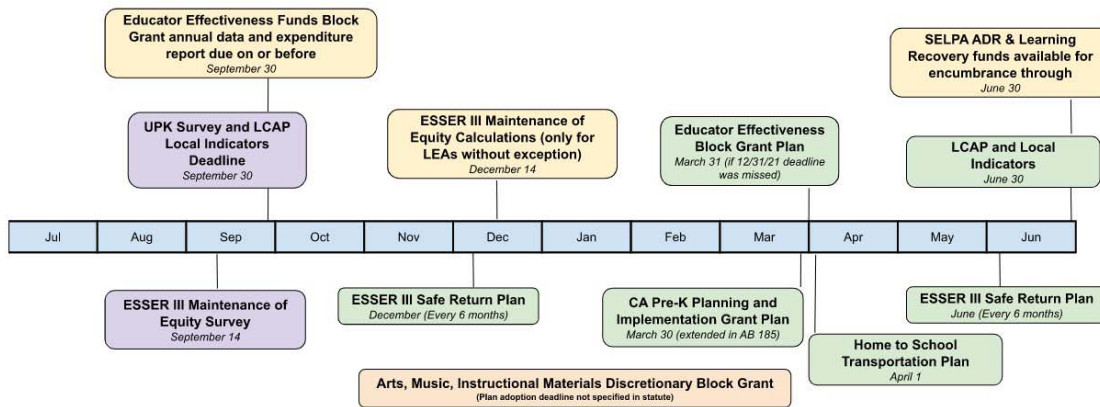 Educator Effectiveness Funds Block
Grant annual data and expenditure
report due on or before
September 30
SELPA ADR & Learning
Recovery funds available for
encumbrance through
June 30
UPK Survey and LCAP
Local Indicators
Deadline
September 30
ESSER III Maintenance of
Equity Calculations (only for
LEAs without exception)
December 14
Educator Effectiveness
Block Grant Plan
March 31 (if 12/31/21 deadline
was missed)
LCAP and Local
Indicators
June 30
Jul
Aug
Sep
Oct
Nov
Dec
Jan
Feb
Mar
Apr
May
Jun
ESSER III Maintenance of
Equity Survey
September 14
ESSER III Safe Return Plan
December (Every 6 months)
CA Pre-K Planning and
Implementation Grant Plan
March 30 (extended in AB 185)
ESSER III Safe Return Plan
June (Every 6 months)
Home to School
Transportation Plan
April 1
Arts, Music, Instructional Materials Discretionary Block Grant
(Plan adoption deadline not specified in statute)